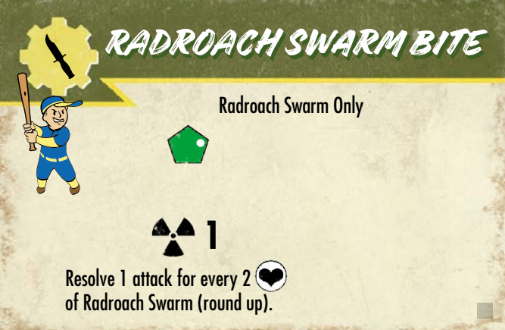 RADROACH SWARM BITE
Radroach Swarm Only
1
Resolve 1 attack for every 2
of Radroach Swarm (round up).